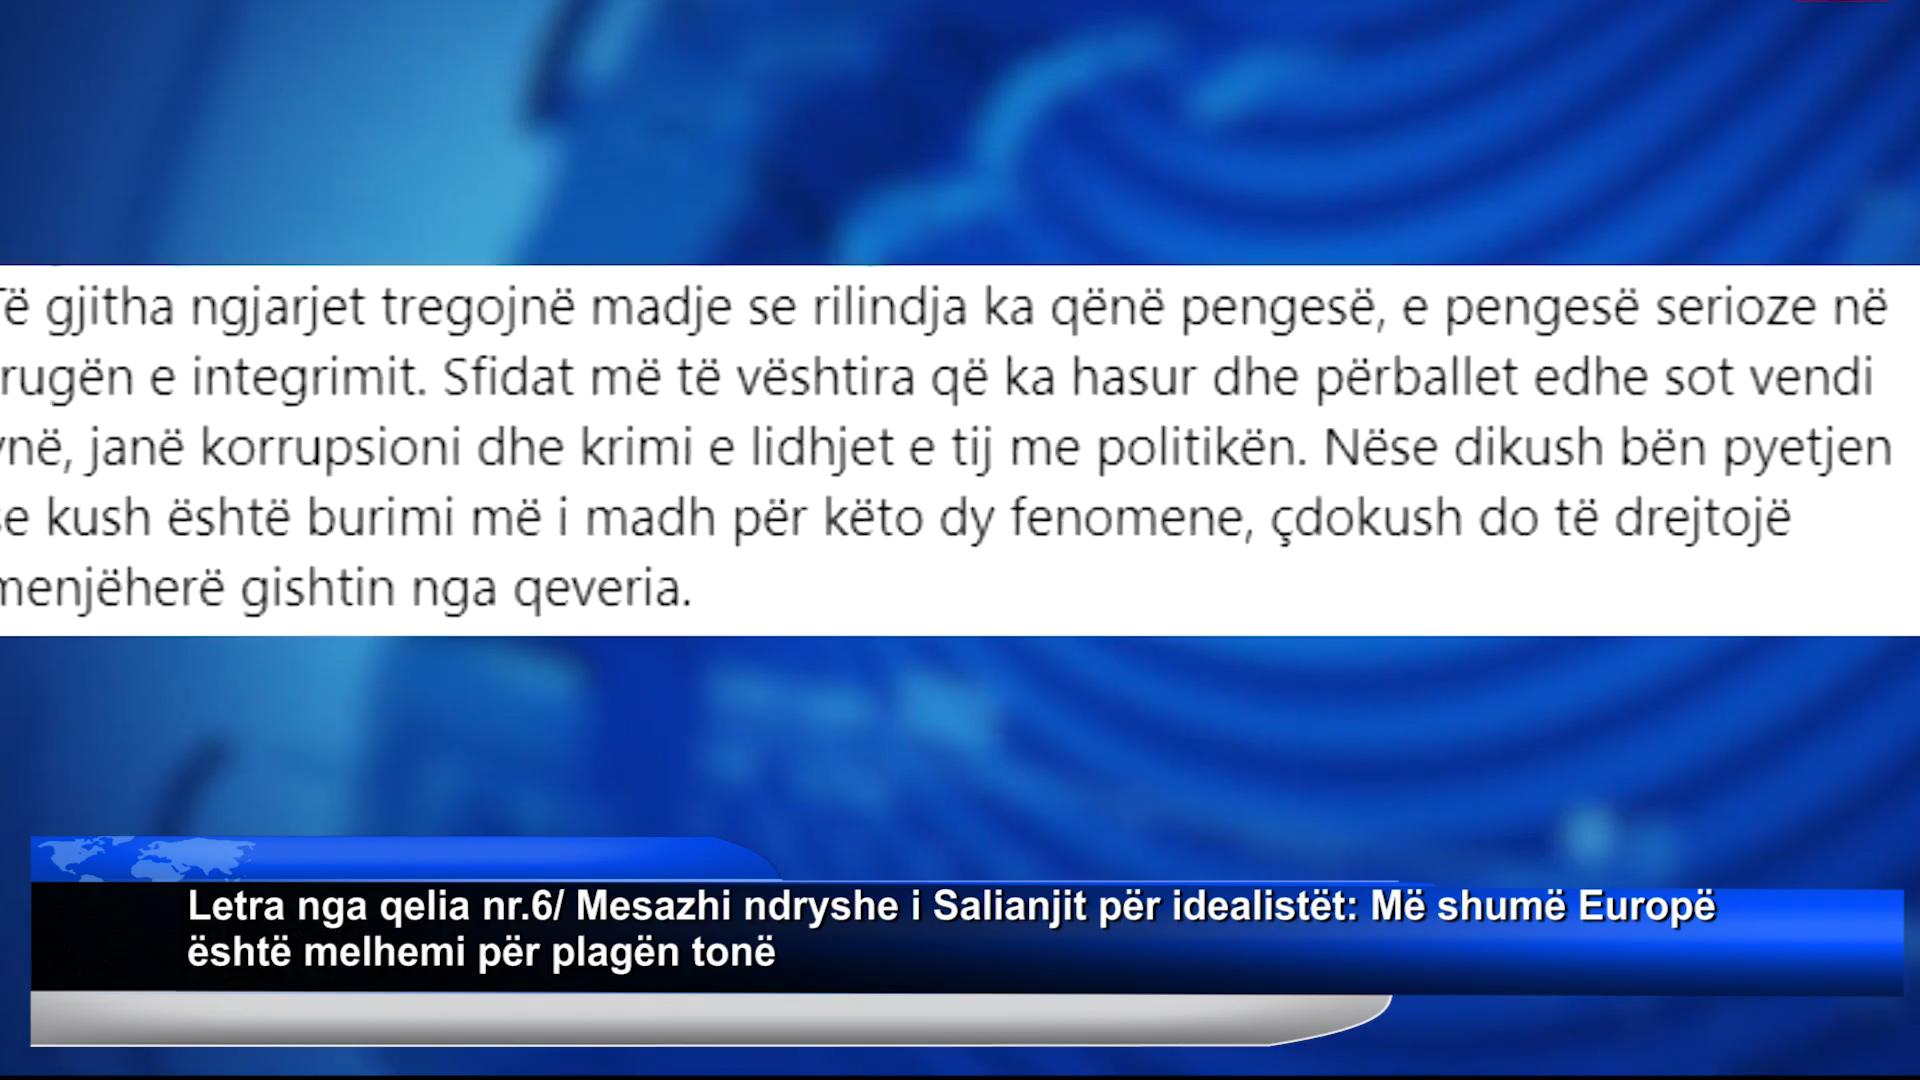 ë gjitha ngjarjet tregojnë madje se rilindja ka qënë pengesë, e pengesë serioze në
rugën e integrimit. Sfidat më të vështira që ka hasur dhe përballet edhe sot vendi
ynë, janë korrupsioni dhe krimi e lidhjet e tij me politikën. Nëse dikush bën pyetjen
se kush është burimi më i madh për këto dy fenomene, çdokush do të drejtojë
menjëherë gishtin nga qeveria.
Letra nga qelia nr.6/ Mesazhi ndryshe i Salianjit për idealistët: Më shumë Europë
është melhemi për plagën tonë